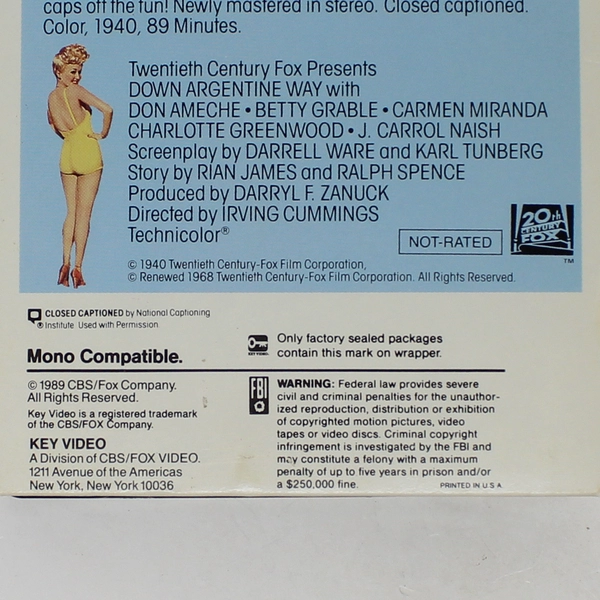 caps off the fun! Newly mastered in stereo. Closed captioned.
Color, 1940, 89 Minutes.
Twentieth Century Fox Presents
DOWN ARGENTINE WAY with
DON AMECHE • BETTY GRABLE • CARMEN MIRANDA
CHARLOTTE GREENWOOD • J. CARROL NAISH
Screenplay by DARRELL WARE and KARL TUNBERG
Story by RIAN JAMES and RALPH SPENCE
Produced by DARRYL F. ZANUCK
Directed by IRVING CUMMINGS
Technicolor®
NOT-RATED
20th
CENTURY
FOX
TM
© 1940 Twentieth Century-Fox Film Corporation,
© Renewed 1968 Twentieth Century-Fox Film Corporation. All Rights Reserved.
CLOSED CAPTIONED by National Captioning
® Institute Used with Permission
Mono Compatible.
KEY VIDEO
Only factory sealed packages
contain this mark on wrapper.
© 1989 CBS/Fox Company.
All Rights Reserved.
Key Video is a registered trademark
of the CBS/FOX Company.
KEY VIDEO
A Division of CBS/FOX VIDEO.
1211 Avenue of the Americas
New York, New York 10036
FBI
WARNING: Federal law provides severe
civil and criminal penalties for the unauthor-
ized reproduction, distribution or exhibition
of copyrighted motion pictures, video
tapes or video discs. Criminal copyright
infringement is investigated by the FBI and
may constitute a felony with a maximum
penalty of up to five years in prison and/or
a $250,000 fine.
PRINTED IN U.S.A.